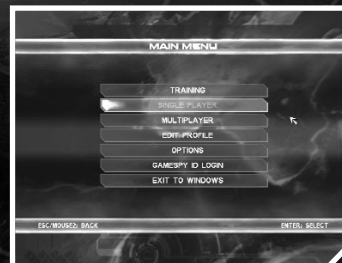 MAIN MENU
TRAINING
SINGLE PLAYER
MULTIPLAYER
EDIT PROFILE
OPTIONS
GAMESPY ID LOGIN
EXIT TO WINDOWS
ESC/MOUSE2: BACK
ENTER: SELECT